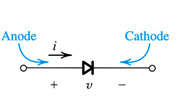 Anode
Cathode
i
+ v −